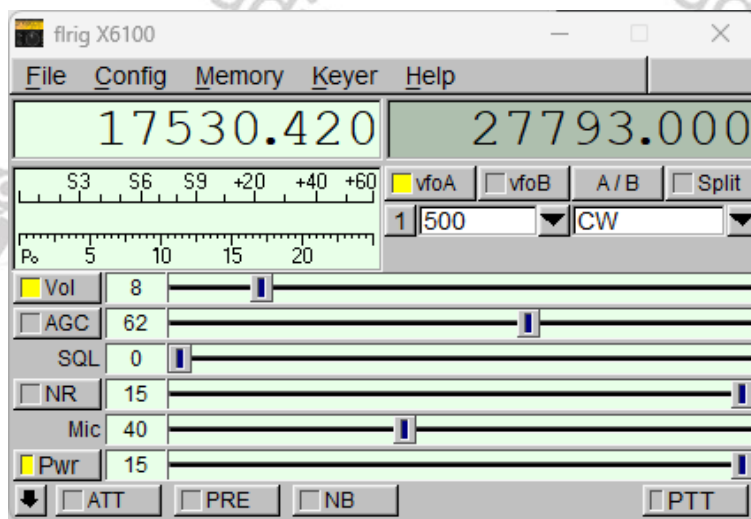 flrig X6100
File Config Memory Keyer Help
17530.420 27793.000
S3 S6 S9 +20 +40 +60
Po 5 10 15 20
vfoA vfoB A / B Split
1 500 CW
Vol 8
AGC 62
SQL 0
NR 15
Mic 40
Pwr 15
ATT PRE NB PTT